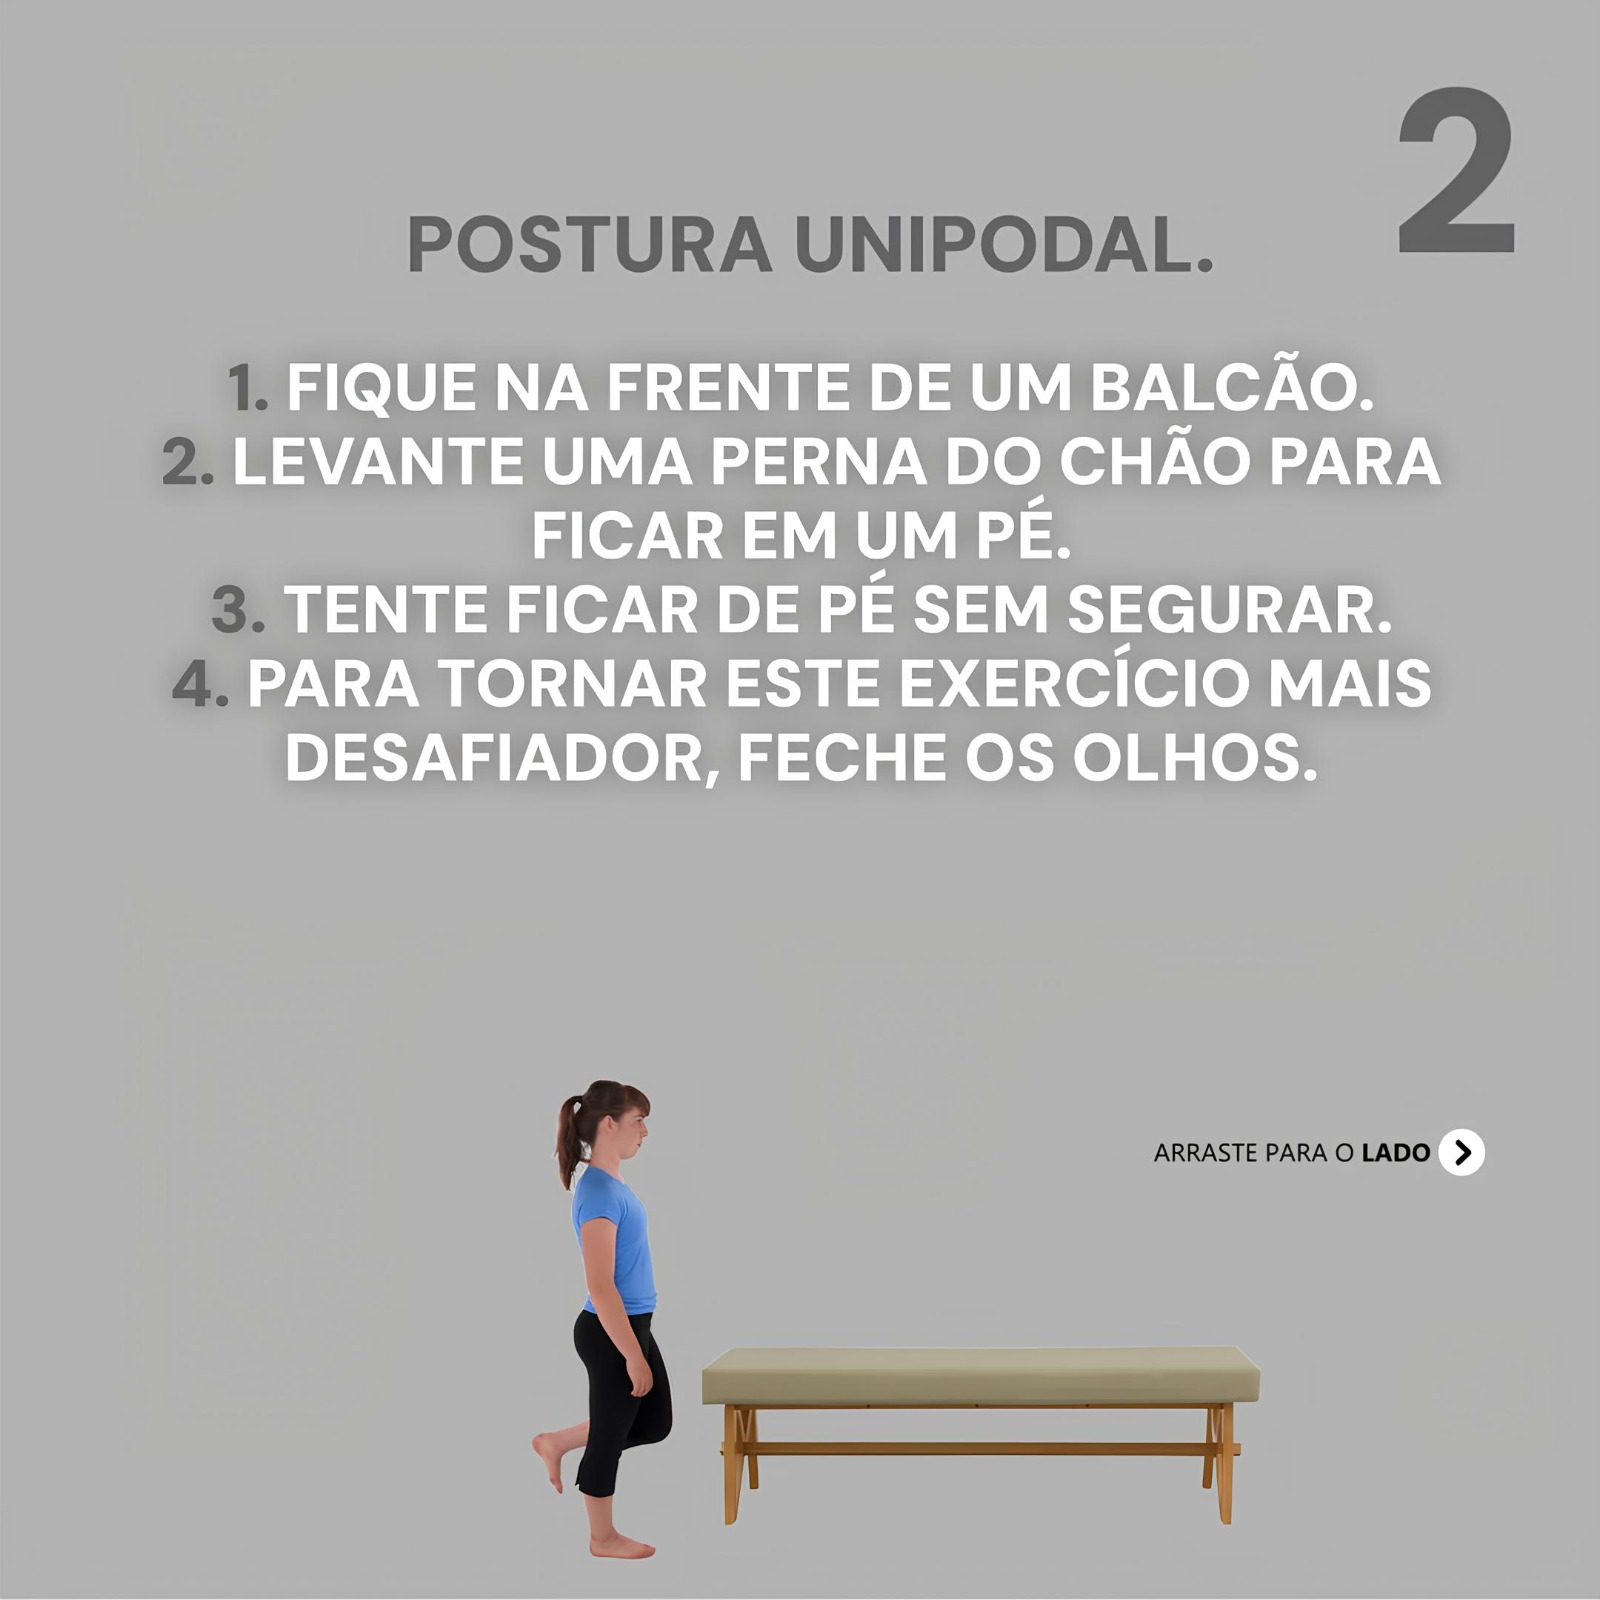 2
POSTURA UNIPODAL.
1. FIQUE NA FRENTE DE UM BALCÃO.
2. LEVANTE UMA PERNA DO CHÃO PARA
FICAR EM UM PÉ.
3. TENTE FICAR DE PÉ SEM SEGURAR.
4. PARA TORNAR ESTE EXERCÍCIO MAIS
DESAFIADOR, FECHE OS OLHOS.
ARRASTE PARA O LADO